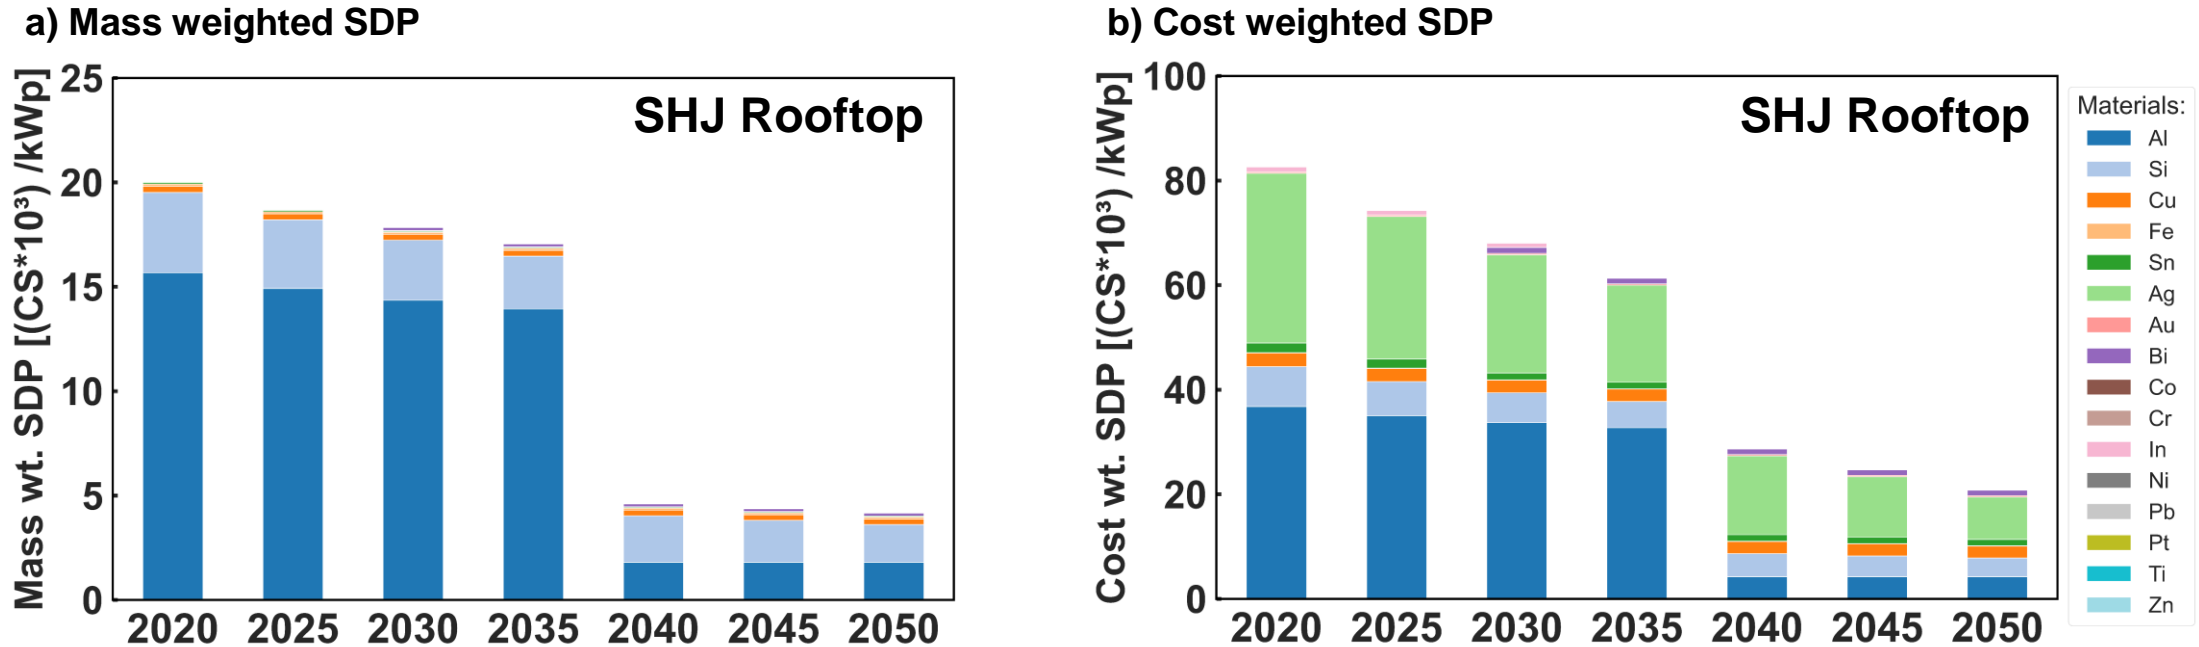 a) Mass weighted SDP
Mass wt. SDP [(CS*10³) /kWp]
25
20
15
10
5
0
SHJ Rooftop
2020 2025 2030 2035 2040 2045 2050
b) Cost weighted SDP
Cost wt. SDP [(CS*10³) /kWp]
100
80
60
40
20
0
SHJ Rooftop
2020 2025 2030 2035 2040 2045 2050
Materials:
Al
Si
Cu
Fe
Sn
Ag
Au
Bi
Co
Cr
In
Ni
Pb
Pt
Ti
Zn